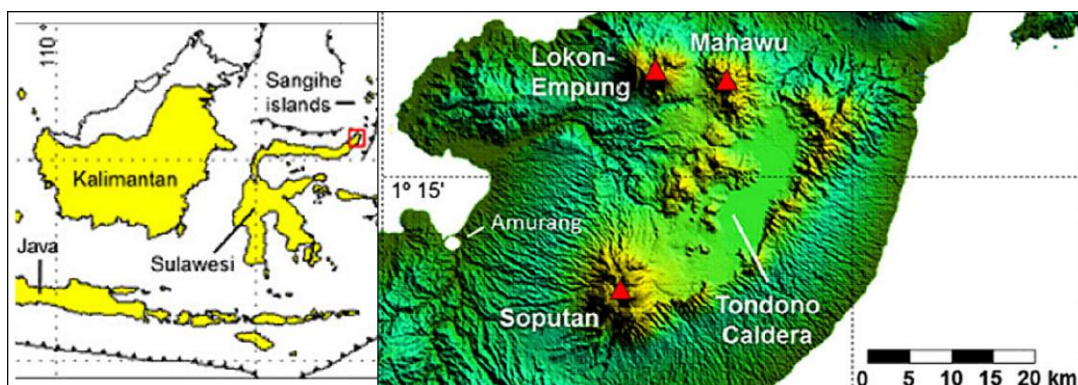 110
Sangihe
islands
Kalimantan
Java
Sulawesi
Lokon-
Empung
Mahawu
1° 15'
Amurang
Soputan
Tondono
Caldera
0 5 10 15 20 km